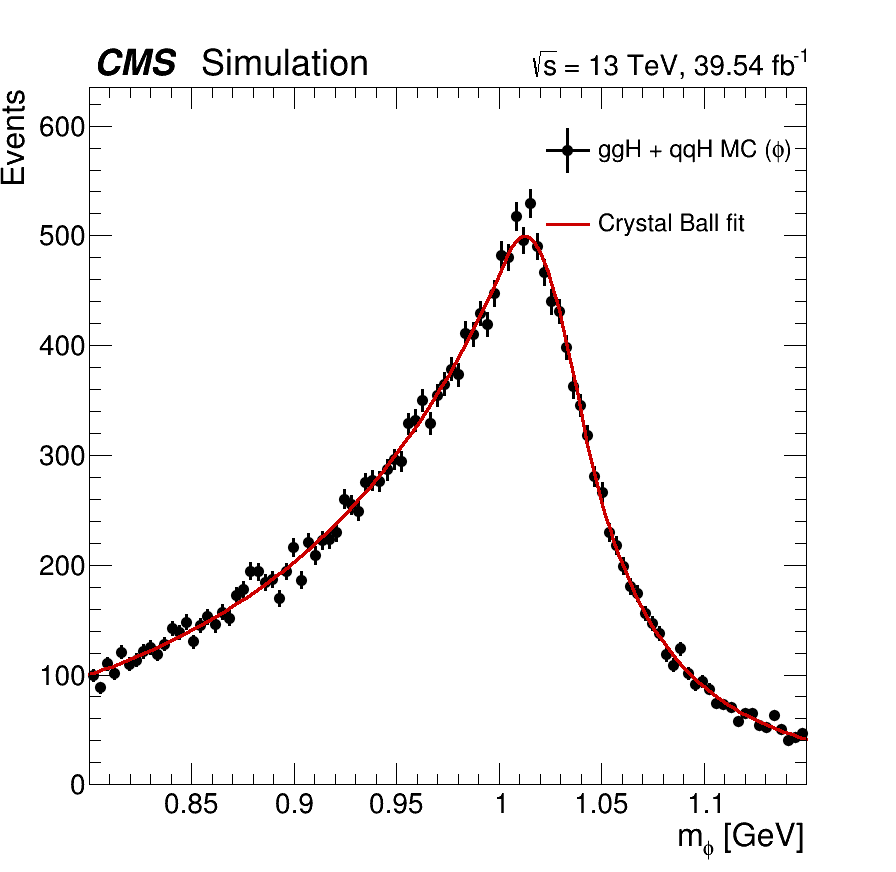 CMS Simulation
√s = 13 TeV, 39.54 fb⁻¹
Events
600
500
400
300
200
100
0
ggH + qqH MC (ϕ)
Crystal Ball fit
0.85 0.9 0.95 1 1.05 1.1
m_ϕ [GeV]